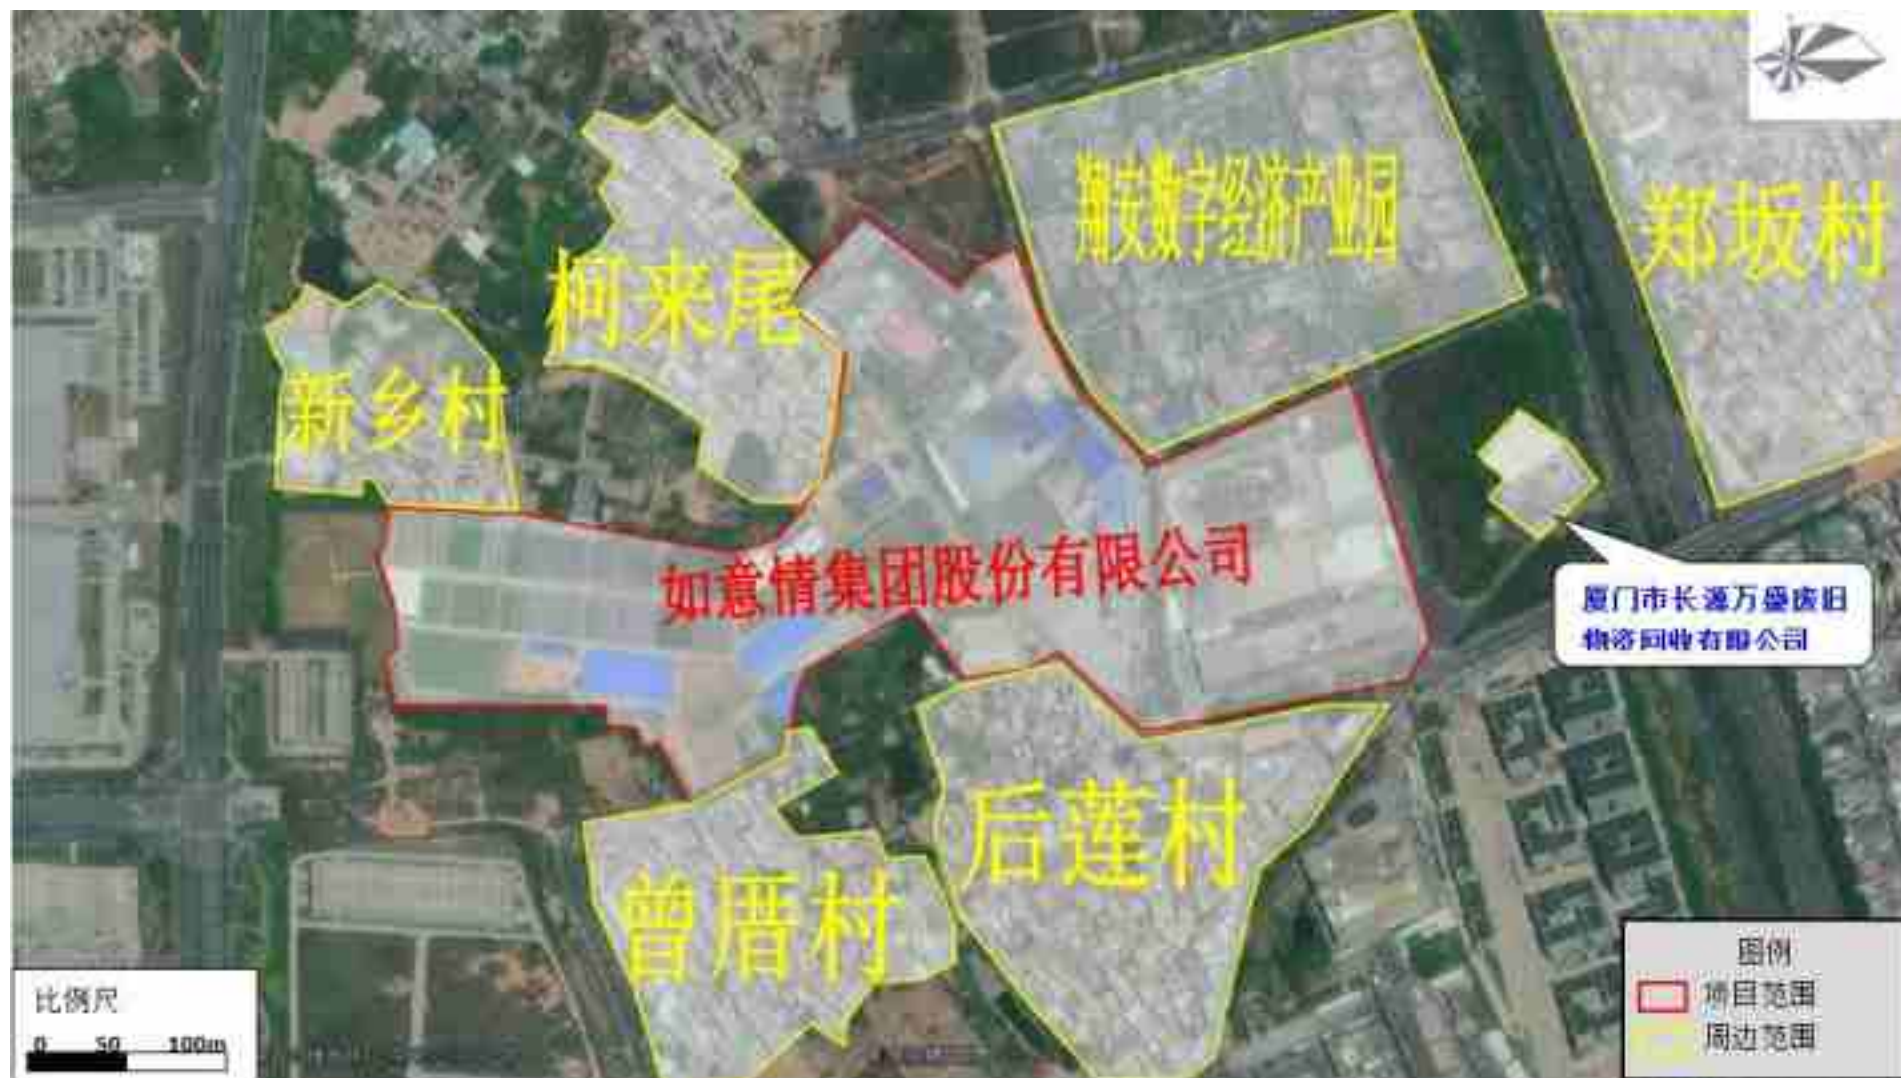 翔安数字经济产业园
郑坂村
柯来尾
新乡村
如意情集团股份有限公司
厦门市长源万盛废旧
物资回收有限公司
后莲村
曾厝村
图例
场目范围
周边范围
比例尺
0 50 100m